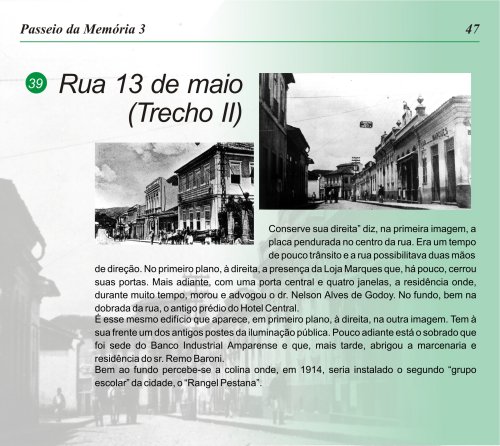 Passeio da Memória 3
47
39
Rua 13 de maio
(Trecho II)
MARQUES
Conserve sua direita" diz, na primeira imagem, a
placa pendurada no centro da rua. Era um tempo
de pouco trânsito e a rua possibilitava duas mãos
de direção. No primeiro plano, à direita, a presença da Loja Marques que, há pouco, cerrou
suas portas. Mais adiante, com uma porta central e quatro janelas, a residência onde,
durante muito tempo, morou e advogou o dr. Nelson Alves de Godoy. No fundo, bem na
dobrada da rua, o antigo prédio do Hotel Central.
É esse mesmo edifício que aparece, em primeiro plano, à direita, na outra imagem. Tem à
sua frente um dos antigos postes da iluminação pública. Pouco adiante está o sobrado que
foi sede do Banco Industrial Amparense e que, mais tarde, abrigou a marcenaria e
residência do sr. Remo Baroni.
Bem ao fundo percebe-se a colina onde, em 1914, seria instalado o segundo "grupo
escolar" da cidade, o "Rangel Pestana".